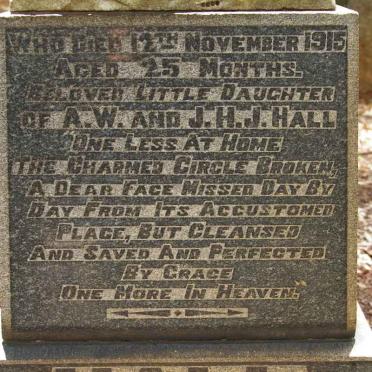 WHO DIED 12TH NOVEMBER 1915
AGED 25 MONTHS.
BELOVED LITTLE DAUGHTER
OF A.W. AND J.H.J. HALL
"ONE LESS AT HOME,
THE CHARMED CIRCLE BROKEN,
A DEAR FACE MISSED DAY BY
DAY FROM ITS ACCUSTOMED
PLACE, BUT CLEANSED
AND SAVED AND PERFECTED
BY GRACE
ONE MORE IN HEAVEN."